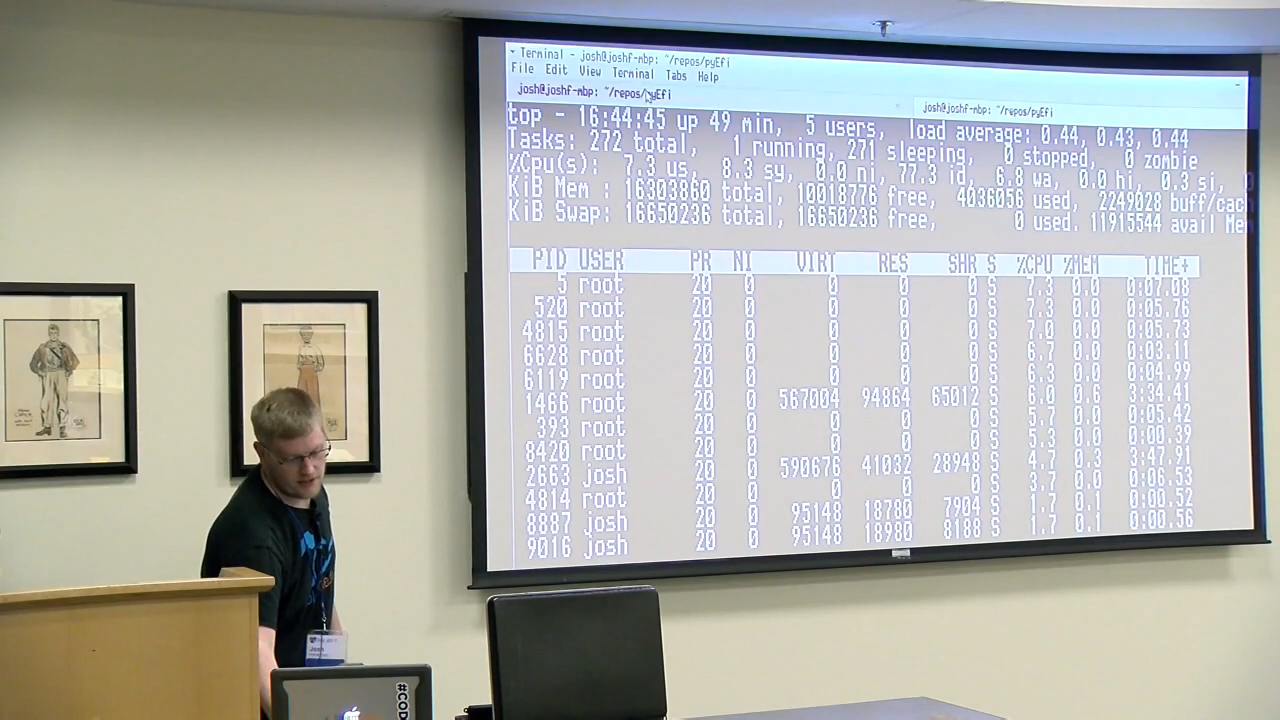 Terminal - josh@joshf-mbp: ~/repos/pyEfi
File Edit View Terminal Tabs Help
josh@joshf-mbp: ~/repos/pyEfi
josh@joshf-mbp: ~/repos/pyEfi
top - 16:44:45 up 49 min, 5 users, load average: 0.44, 0.43, 0.44
Tasks: 272 total, 1 running, 271 sleeping, 0 stopped, 0 zombie
%Cpu(s): 7.3 us, 8.3 sy, 0.0 ni, 77.3 id, 6.8 wa, 0.0 hi, 0.3 si, 0
KiB Mem : 16303860 total, 10018776 free, 4036056 used, 2249028 buff/cac
KiB Swap: 16650236 total, 16650236 free, 0 used. 11915544 avail Me
PID USER PR NI VIRT RES SHR S %CPU %MEM TIME+
5 root 20 0 0 0 0 S 7.3 0.0 0:07.08
520 root 20 0 0 0 0 S 7.3 0.0 0:05.76
4815 root 20 0 0 0 0 S 7.0 0.0 0:05.73
6628 root 20 0 0 0 0 S 6.7 0.0 0:03.11
6119 root 20 0 0 0 0 S 6.3 0.0 0:04.99
1466 root 20 0 567004 94864 65012 S 6.0 0.6 3:34.41
393 root 20 0 0 0 0 S 5.7 0.0 0:05.42
8420 root 20 0 0 0 0 S 5.3 0.0 0:00.39
2663 josh 20 0 590676 41032 28948 S 4.7 0.3 3:47.91
4814 root 20 0 0 0 0 S 3.7 0.0 0:06.53
8887 josh 20 0 95148 18780 7904 S 1.7 0.1 0:00.52
9016 josh 20 0 95148 18980 8188 S 1.7 0.1 0:00.56
Josh
#COD